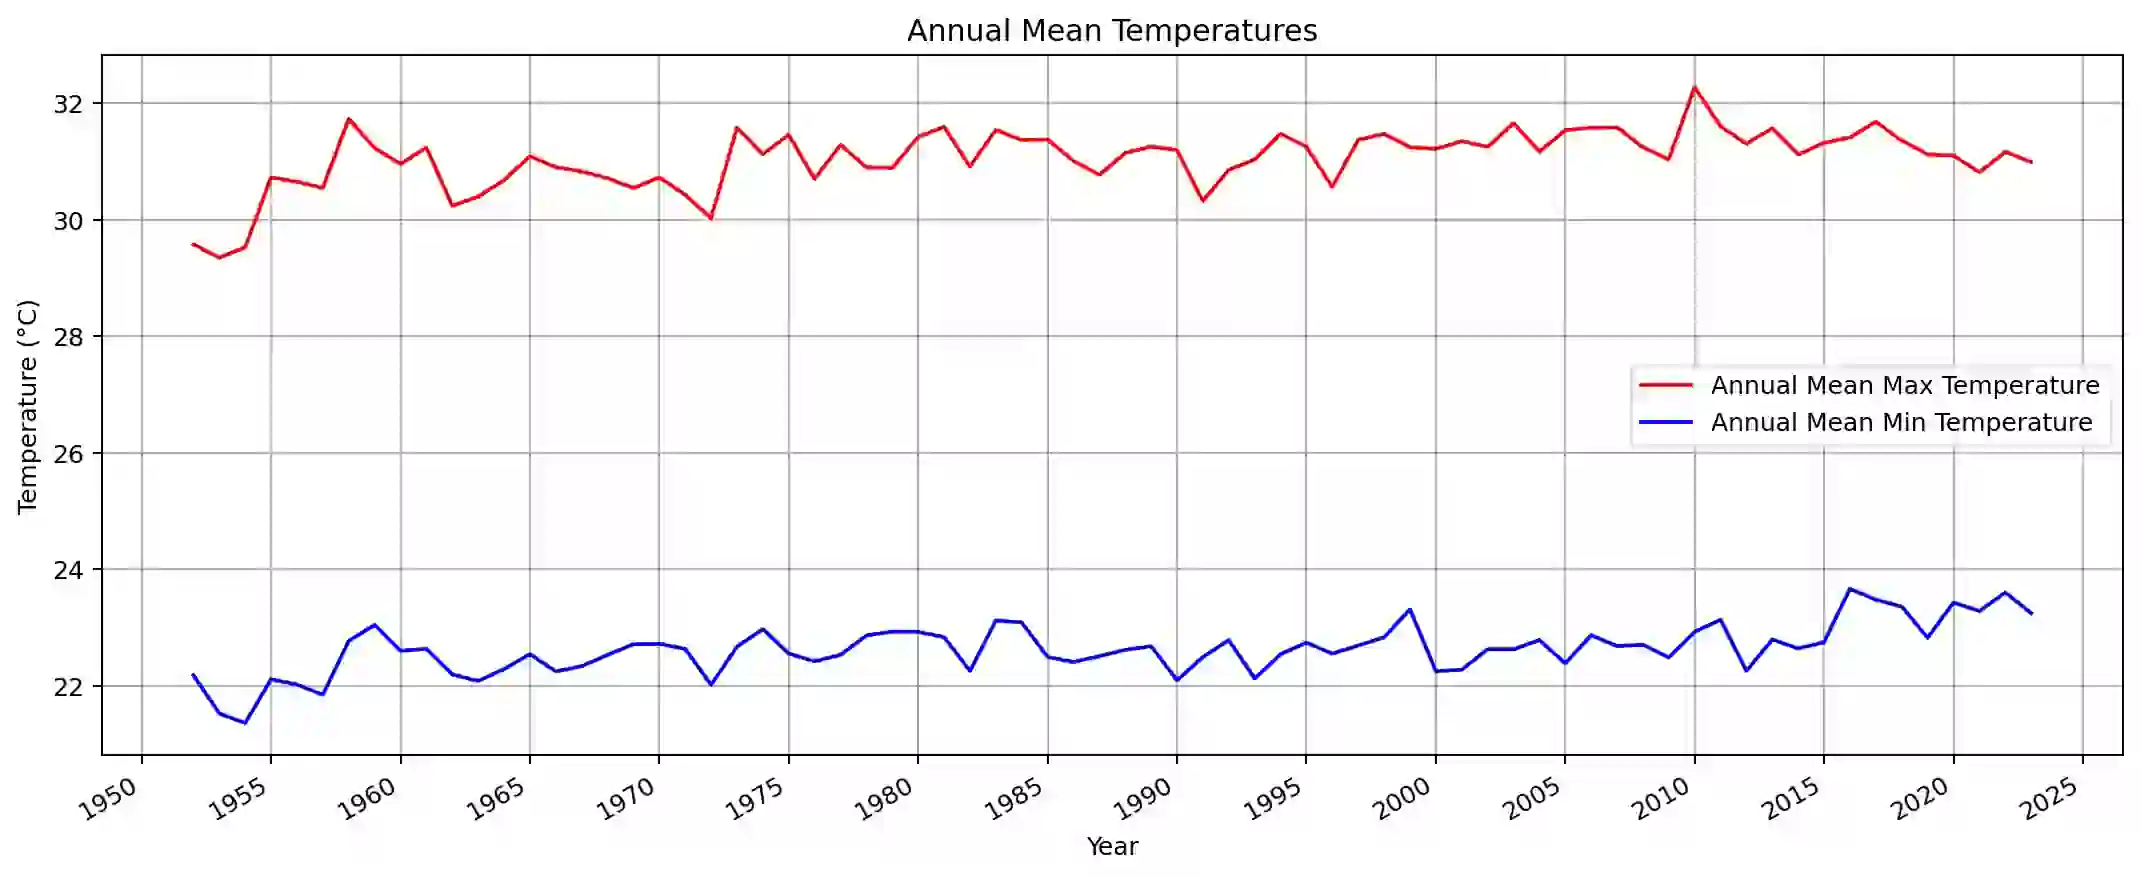 Annual Mean Temperatures
32
30
28
26
24
22
Temperature (°C)
Annual Mean Max Temperature
Annual Mean Min Temperature
1950 1955 1960 1965 1970 1975 1980 1985 1990 1995 2000 2005 2010 2015 2020 2025
Year